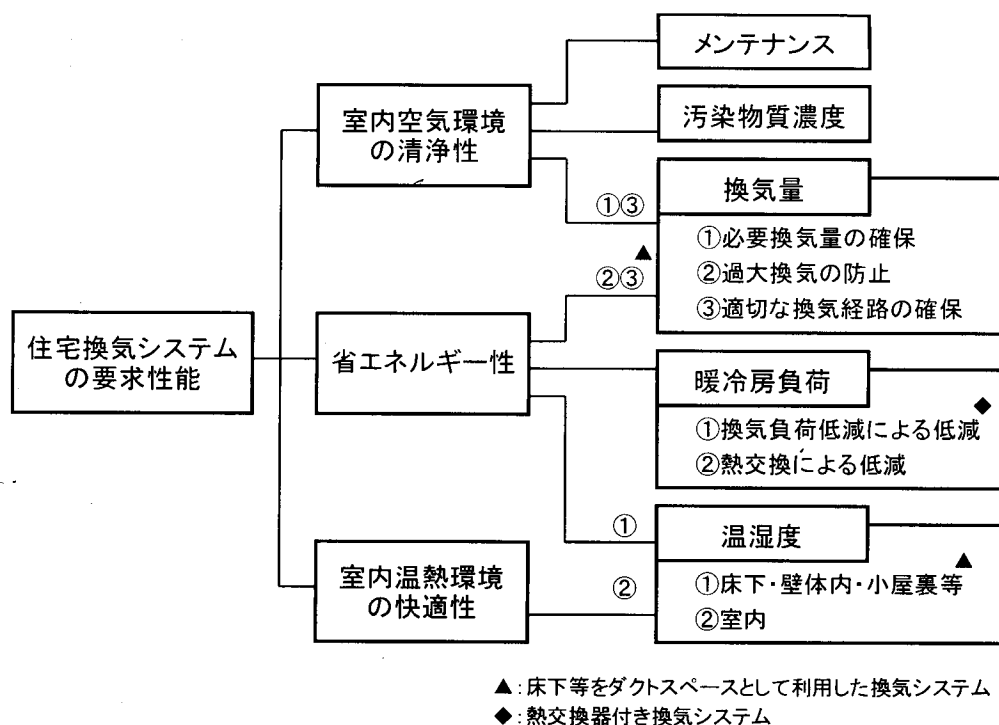 メンテナンス
室内空気環境
の清浄性
汚染物質濃度
換気量
①③
①必要換気量の確保
▲
②③
②過大換気の防止
③適切な換気経路の確保
住宅換気システム
の要求性能
省エネルギー性
暖冷房負荷
◆
①換気負荷低減による低減
②熱交換による低減
①
温湿度
▲
室内温熱環境
の快適性
②
①床下・壁体内・小屋裏等
②室内
▲:床下等をダクトスペースとして利用した換気システム
◆:熱交換器付き換気システム